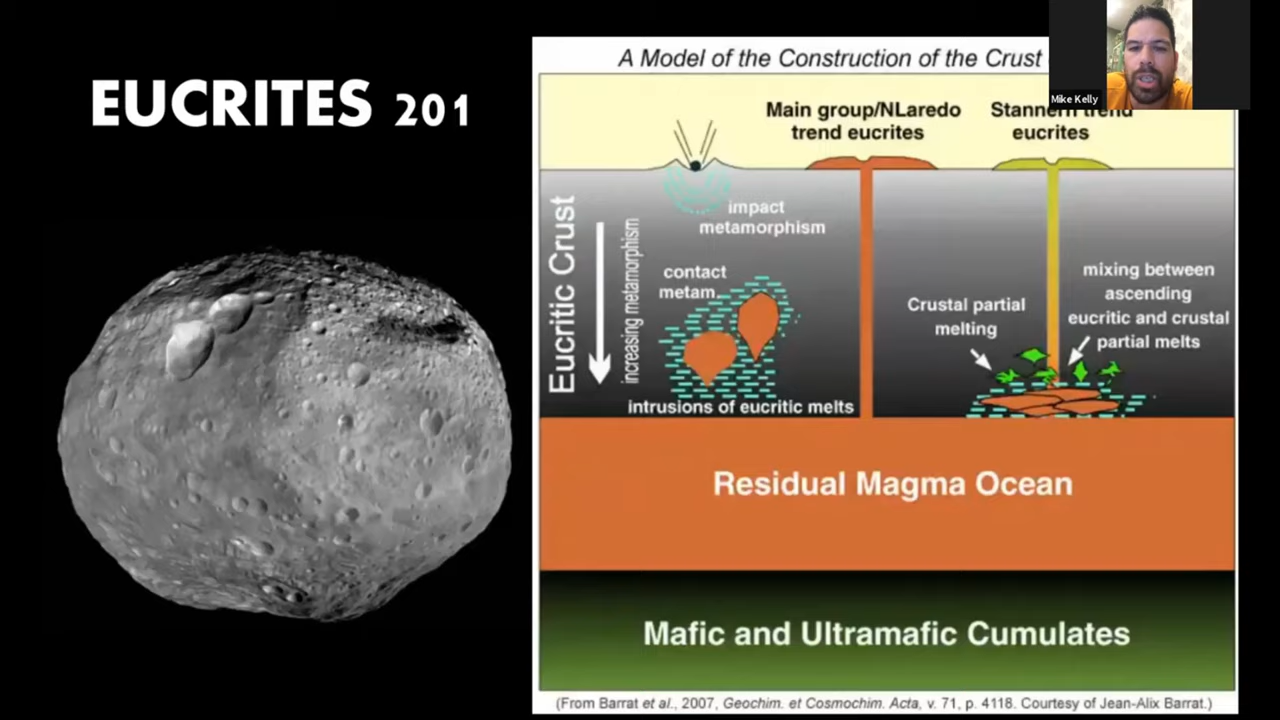 EUCRITES 201
A Model of the Construction of the Crust
Mike Kelly
Main group/NLaredo
trend eucrites
Stannern trend
eucrites
Eucritic Crust
increasing metamorphism
impact
metamorphism
contact
metam.
intrusions of eucritic melts
Crustal partial
melting
mixing between
ascending
eucritic and crustal
partial melts
Residual Magma Ocean
Mafic and Ultramafic Cumulates
(From Barrat et al., 2007, Geochim. et Cosmochim. Acta, v. 71, p. 4118. Courtesy of Jean-Alix Barrat.)